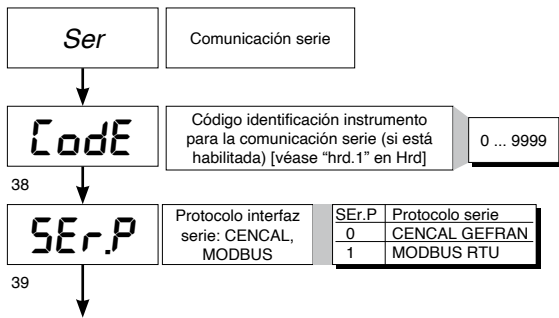 Ser
Comunicación serie
CodE
Código identificación instrumento
para la comunicación serie (si está
habilitada) [véase “hrd.1” en Hrd]
0 ... 9999
38
SEr.P
Protocolo interfaz
serie: CENCAL,
MODBUS
SEr.P Protocolo serie
0 CENCAL GEFRAN
1 MODBUS RTU
39